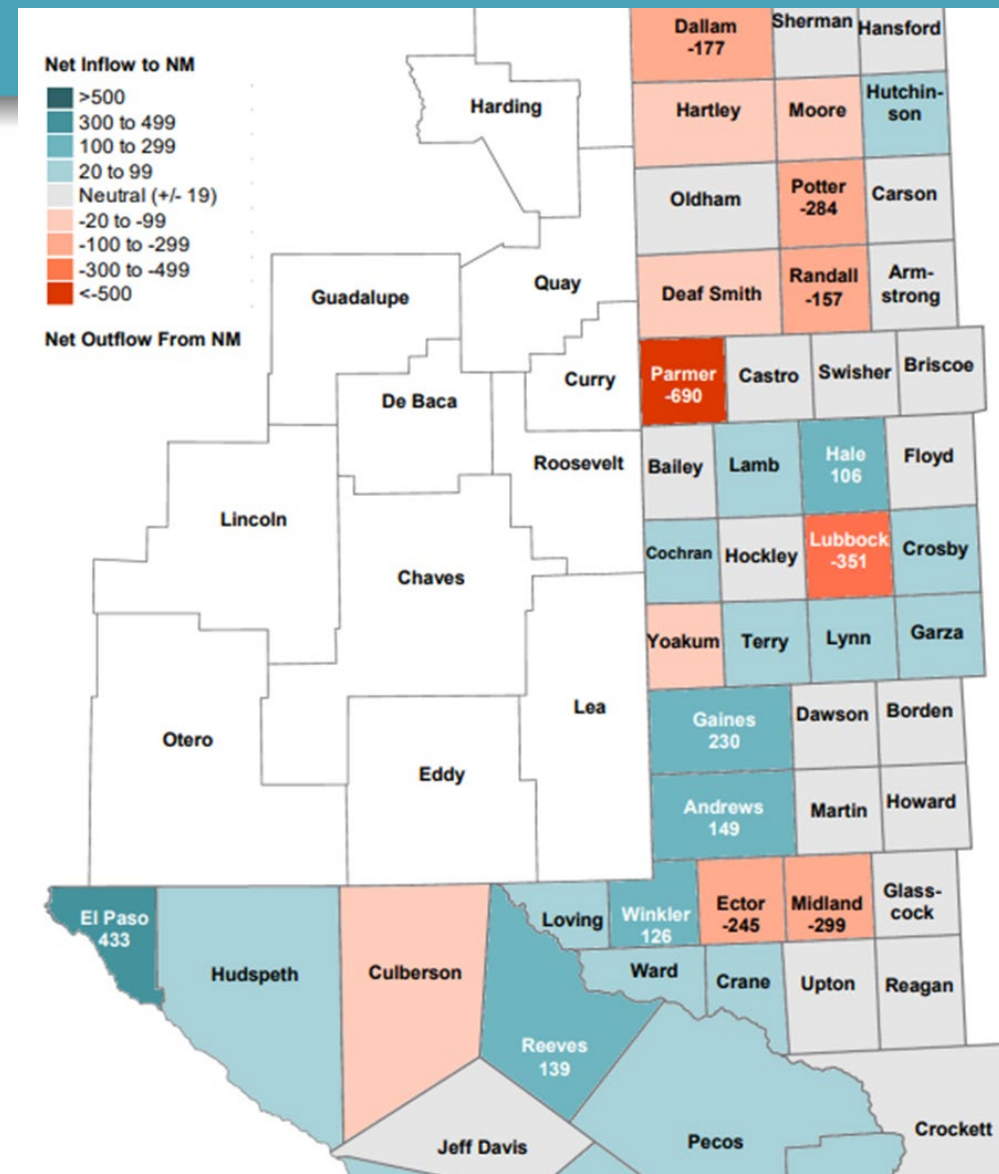 Net Inflow to NM
>500
300 to 499
100 to 299
20 to 99
Neutral (+/- 19)
-20 to -99
-100 to -299
-300 to -499
<-500
Net Outflow From NM
Harding
Guadalupe
Quay
Curry
De Baca
Roosevelt
Lincoln
Chaves
Otero
Eddy
Lea
Dallam
-177
Sherman
Hansford
Hartley
Moore
Hutchin-
son
Oldham
Potter
-284
Carson
Deaf Smith
Randall
-157
Arm-
strong
Parmer
-690
Castro
Swisher
Briscoe
Bailey
Lamb
Hale
106
Floyd
Cochran
Hockley
Lubbock
-351
Crosby
Yoakum
Terry
Lynn
Garza
Gaines
230
Dawson
Borden
Andrews
149
Martin
Howard
El Paso
433
Hudspeth
Culberson
Reeves
139
Loving
Winkler
126
Ector
-245
Midland
-299
Glass-
cock
Ward
Crane
Upton
Reagan
Jeff Davis
Pecos
Crockett